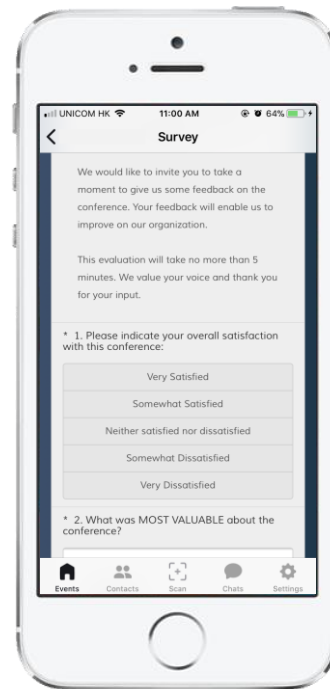 UNICOM HK 11:00 AM 64%
Survey
We would like to invite you to take a
moment to give us some feedback on the
conference. Your feedback will enable us to
improve on our organization.
This evaluation will take no more than 5
minutes. We value your voice and thank you
for your input.
* 1. Please indicate your overall satisfaction
with this conference:
Very Satisfied
Somewhat Satisfied
Neither satisfied nor dissatisfied
Somewhat Dissatisfied
Very Dissatisfied
* 2. What was MOST VALUABLE about the
conference?
Events Contacts Scan Chats Settings